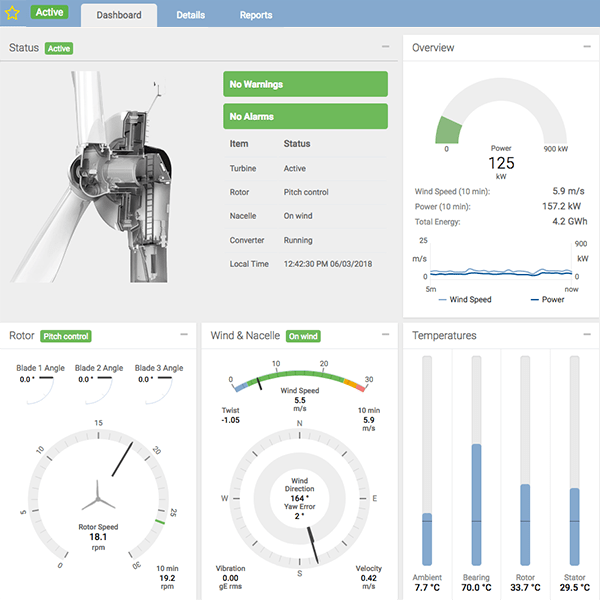 Active
Dashboard
Details
Reports
Status Active
No Warnings
No Alarms
Item Status
Turbine Active
Rotor Pitch control
Nacelle On wind
Converter Running
Local Time 12:42:30 PM 06/03/2018
Overview
0
900 kW
Power
125
kW
Wind Speed (10 min): 5.9 m/s
Power (10 min): 157.2 kW
Total Energy: 4.2 GWh
25 900
m/s kW
0 0
5m now
Wind Speed Power
Rotor Pitch control
Blade 1 Angle Blade 2 Angle Blade 3 Angle
0.0 ° 0.0 ° 0.0 °
0 5 10 15 20 25 30
Rotor Speed
18.1
rpm
10 min
19.2
rpm
Wind & Nacelle On wind
0 10 20 30
Wind Speed
5.5
m/s
Twist
-1.05
10 min
5.9
m/s
N
W E
S
Wind
Direction
164 °
Yaw Error
2 °
Vibration
0.00
gE rms
Velocity
0.42
m/s
Temperatures
Ambient Bearing Rotor Stator
7.7 °C 70.0 °C 33.7 °C 29.5 °C